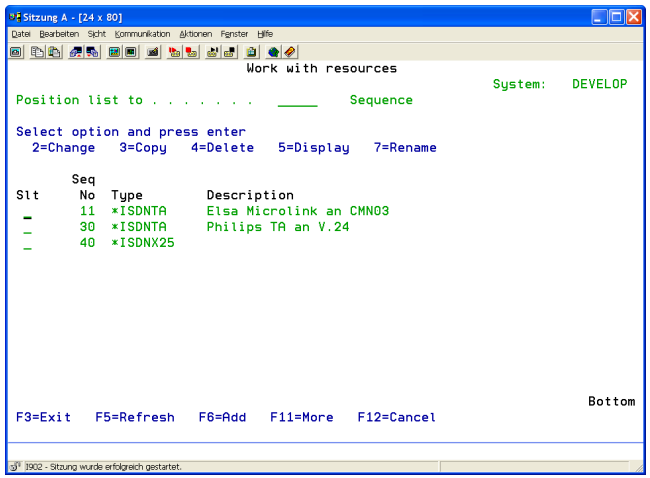 Sitzung A - [24 x 80]
Datei Bearbeiten Sicht Kommunikation Aktionen Fenster Hilfe
Work with resources
System: DEVELOP
Position list to . . . . . . . _____ Sequence
Select option and press enter
2=Change 3=Copy 4=Delete 5=Display 7=Rename
Seq
Slt No Type Description
_ 11 *ISDNTA Elsa Microlink an CMN03
_ 30 *ISDNTA Philips TA an V.24
_ 40 *ISDNX25
Bottom
F3=Exit F5=Refresh F6=Add F11=More F12=Cancel
I902 - Sitzung wurde erfolgreich gestartet.